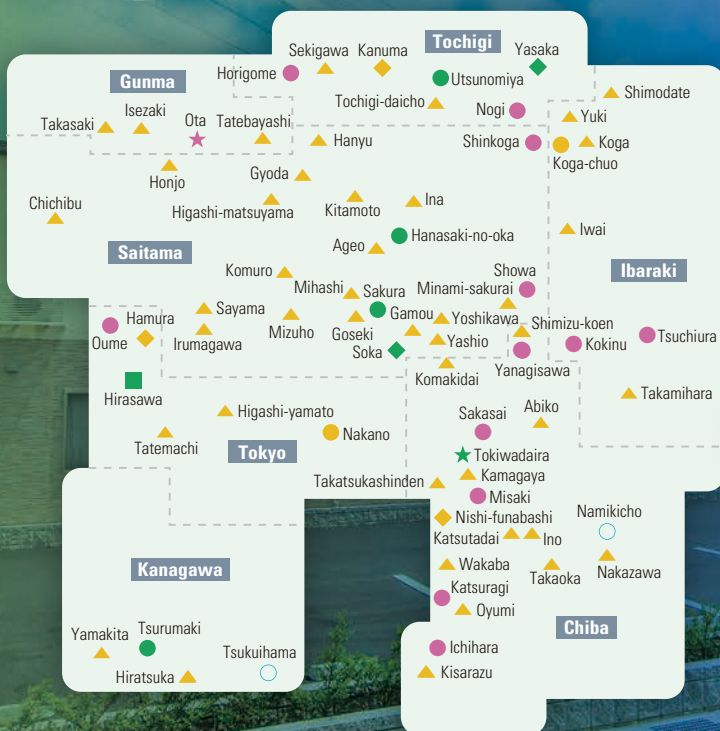 Tochigi
Sekigawa
Kanuma
Yasaka
Horigome
Utsunomiya
Tochigi-daicho
Nogi
Gunma
Takasaki
Isezaki
Ota
Tatebayashi
Hanyu
Shinkoga
Shimodate
Yuki
Koga
Koga-chuo
Honjo
Gyoda
Chichibu
Higashi-matsuyama
Kitamoto
Ina
Iwai
Hanasaki-no-oka
Ageo
Saitama
Ibaraki
Komuro
Showa
Mihashi
Sakura
Minami-sakurai
Sayama
Gamou
Yoshikawa
Shimizu-koen
Hamura
Oume
Irumagawa
Mizuho
Goseki
Soka
Yashio
Yanagisawa
Kokinu
Tsuchiura
Komakidai
Hirasawa
Takamihara
Higashi-yamato
Sakasai
Abiko
Tatemachi
Nakano
Tokyo
Tokiwadaira
Takatsukashinden
Kamagaya
Misaki
Nishi-funabashi
Namikicho
Katsutadai
Ino
Wakaba
Takaoka
Nakazawa
Kanagawa
Katsuragi
Oyumi
Chiba
Yamakita
Tsurumaki
Tsukuihama
Hiratsuka
Ichihara
Kisarazu